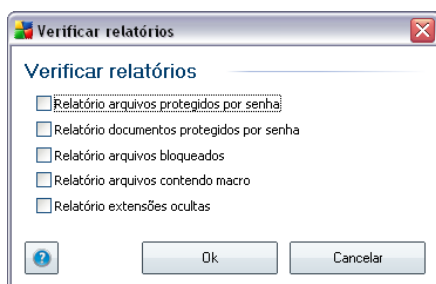 Verificar relatórios
Verificar relatórios
Relatório arquivos protegidos por senha
Relatório documentos protegidos por senha
Relatório arquivos bloqueados
Relatório arquivos contendo macro
Relatório extensões ocultas
Ok
Cancelar